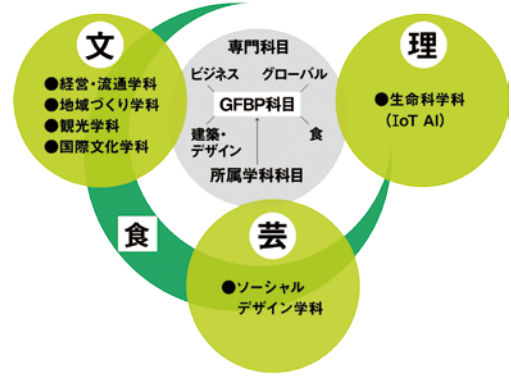 文
●経営・流通学科
●地域づくり学科
●観光学科
●国際文化学科
専門科目
ビジネス グローバル
GFBP科目
建築・
デザイン
食
所属学科科目
理
●生命科学科
（IoT AI）
食
芸
●ソーシャル
デザイン学科